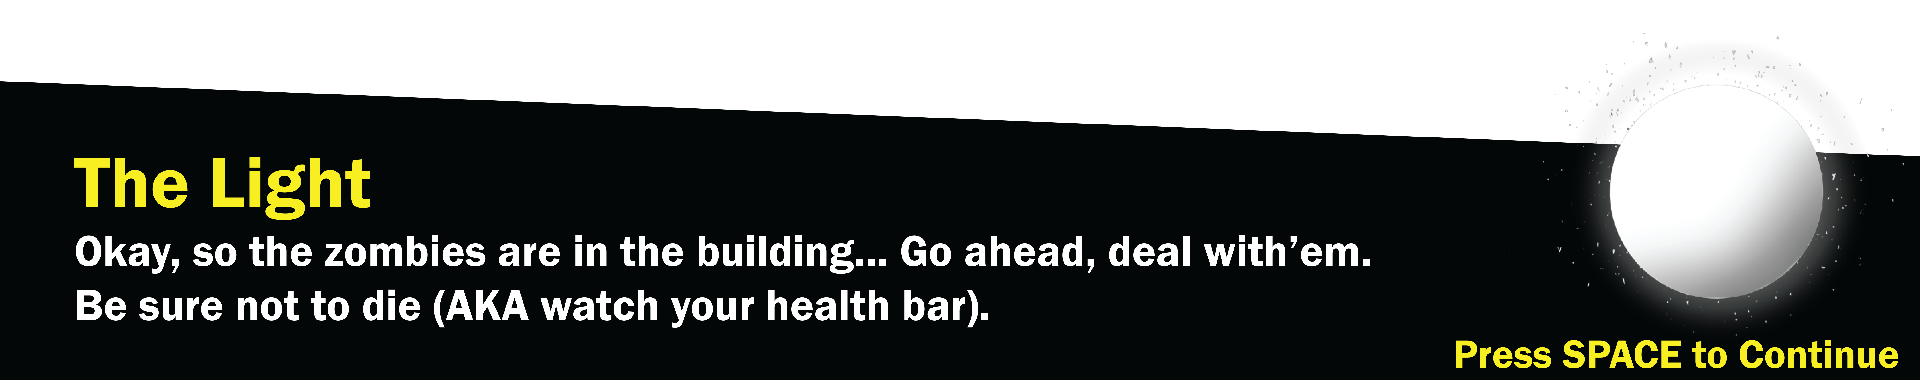 The Light
Okay, so the zombies are in the building... Go ahead, deal with’em.
Be sure not to die (AKA watch your health bar).
Press SPACE to Continue